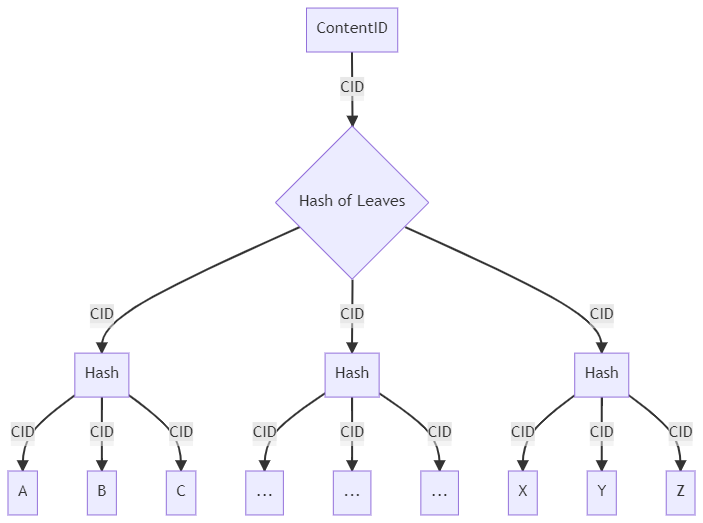 ContentID
CID
Hash of Leaves
CID
CID
CID
Hash
Hash
Hash
CID
CID
CID
CID
CID
CID
CID
CID
CID
A
B
C
...
...
...
X
Y
Z